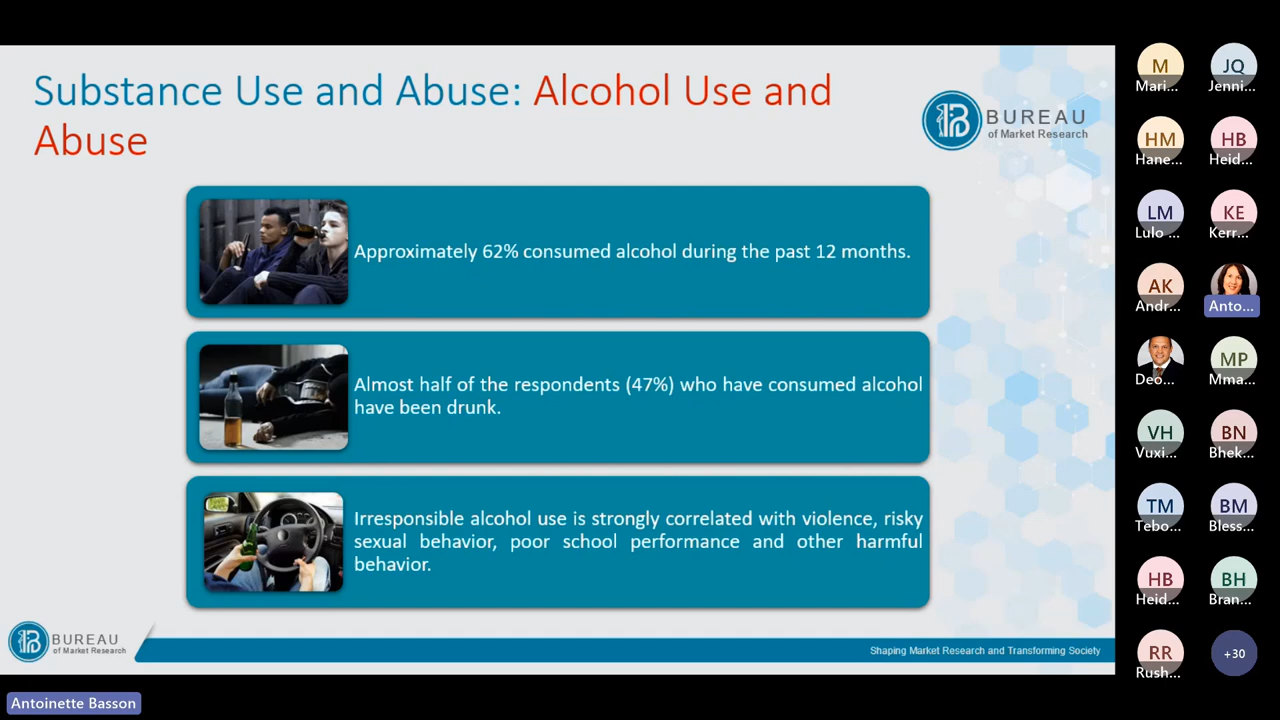 Substance Use and Abuse: Alcohol Use and
Abuse
BUREAU
of Market Research
Approximately 62% consumed alcohol during the past 12 months.
Almost half of the respondents (47%) who have consumed alcohol
have been drunk.
Irresponsible alcohol use is strongly correlated with violence, risky
sexual behavior, poor school performance and other harmful
behavior.
BUREAU
of Market Research
Shaping Market Research and Transforming Society
Antoinette Basson
M
Mari...
JQ
Jenni...
HM
Hane...
HB
Heid...
LM
Lulo ...
KE
Kerr...
AK
Andr...
Anto...
Deo...
MP
Mma...
VH
Vuxi...
BN
Bhek...
TM
Tebo...
BM
Bless...
HB
Heid...
BH
Bran...
RR
Rush...
+30